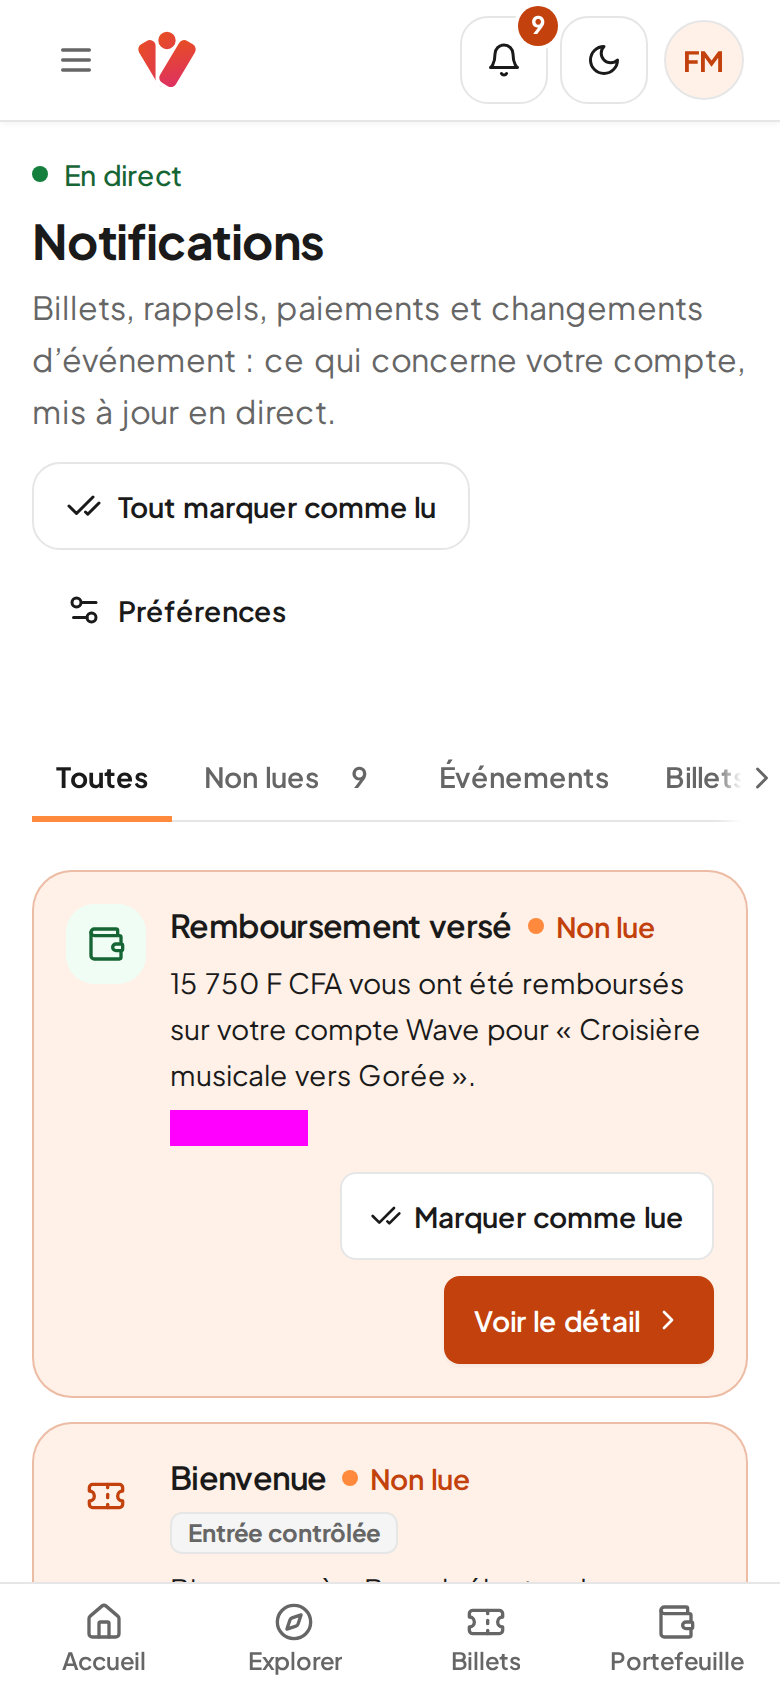 9
FM
En direct
Notifications
Billets, rappels, paiements et changements
d’événement : ce qui concerne votre compte,
mis à jour en direct.
Tout marquer comme lu
Préférences
Toutes Non lues 9 Événements Billets
Remboursement versé Non lue
15 750 F CFA vous ont été remboursés
sur votre compte Wave pour « Croisière
musicale vers Gorée ».
Marquer comme lue
Voir le détail
Bienvenue Non lue
Entrée contrôlée
Accueil Explorer Billets Portefeuille